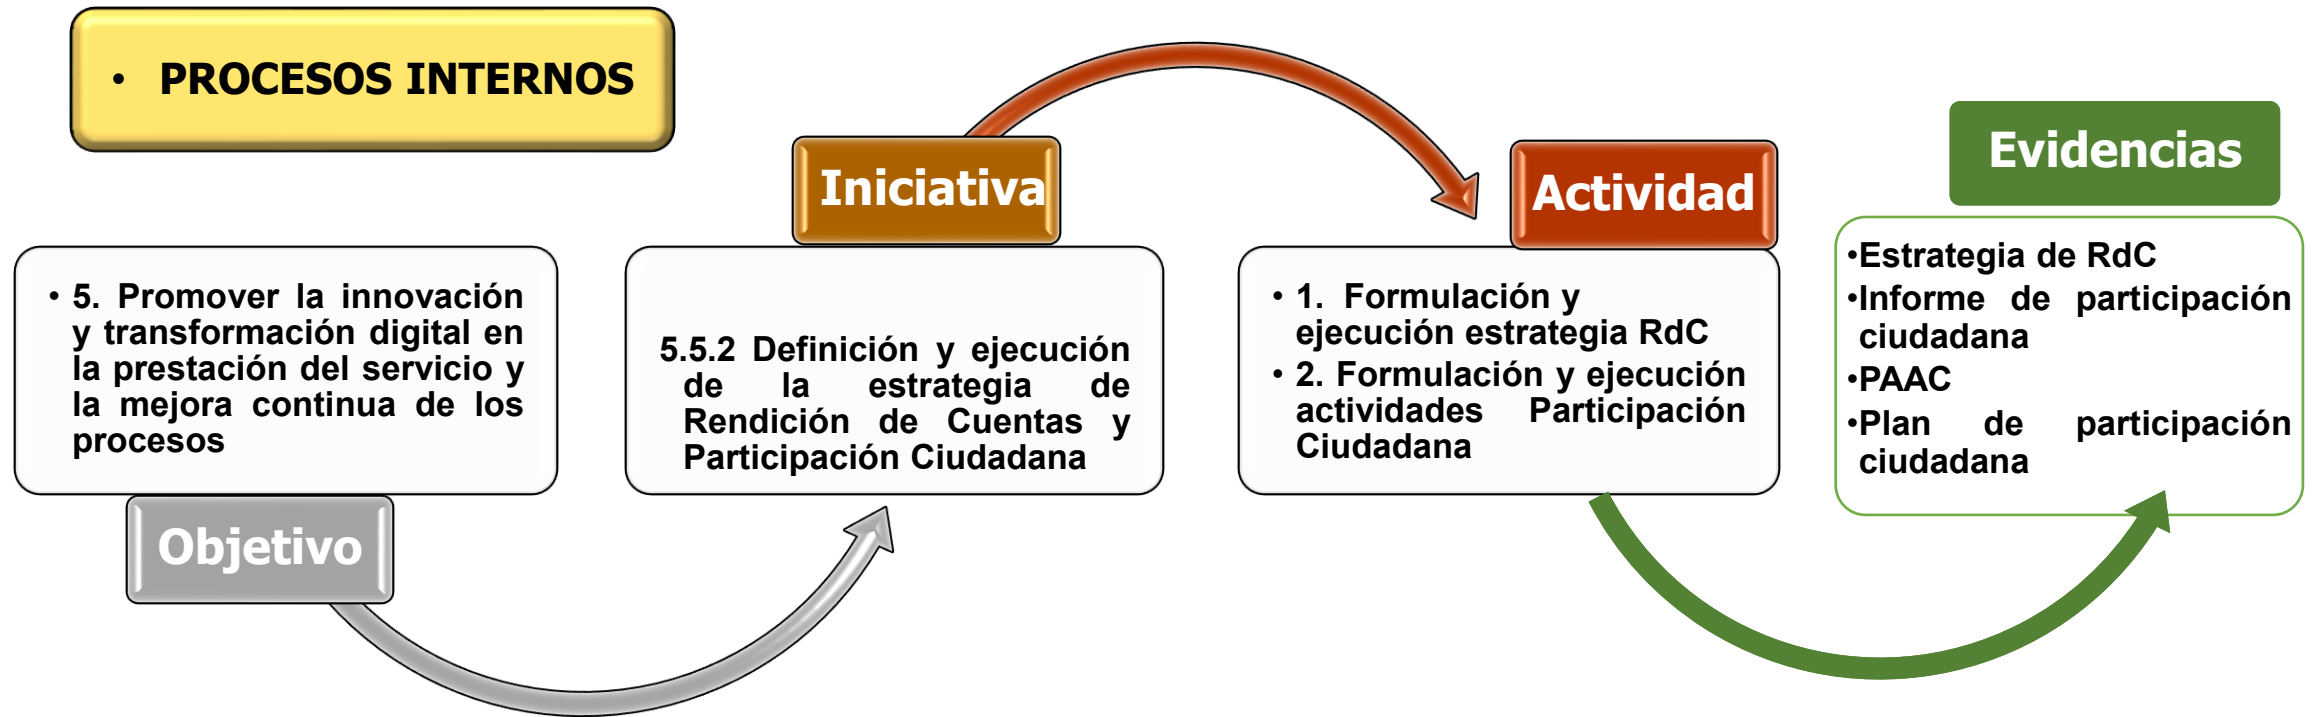 • PROCESOS INTERNOS
• 5. Promover la innovación
y transformación digital en
la prestación del servicio y
la mejora continua de los
procesos
Objetivo
Iniciativa
5.5.2 Definición y ejecución
de la estrategia de
Rendición de Cuentas y
Participación Ciudadana
Actividad
• 1. Formulación y
ejecución estrategia RdC
• 2. Formulación y ejecución
actividades Participación
Ciudadana
Evidencias
•Estrategia de RdC
•Informe de participación
ciudadana
•PAAC
•Plan de participación
ciudadana